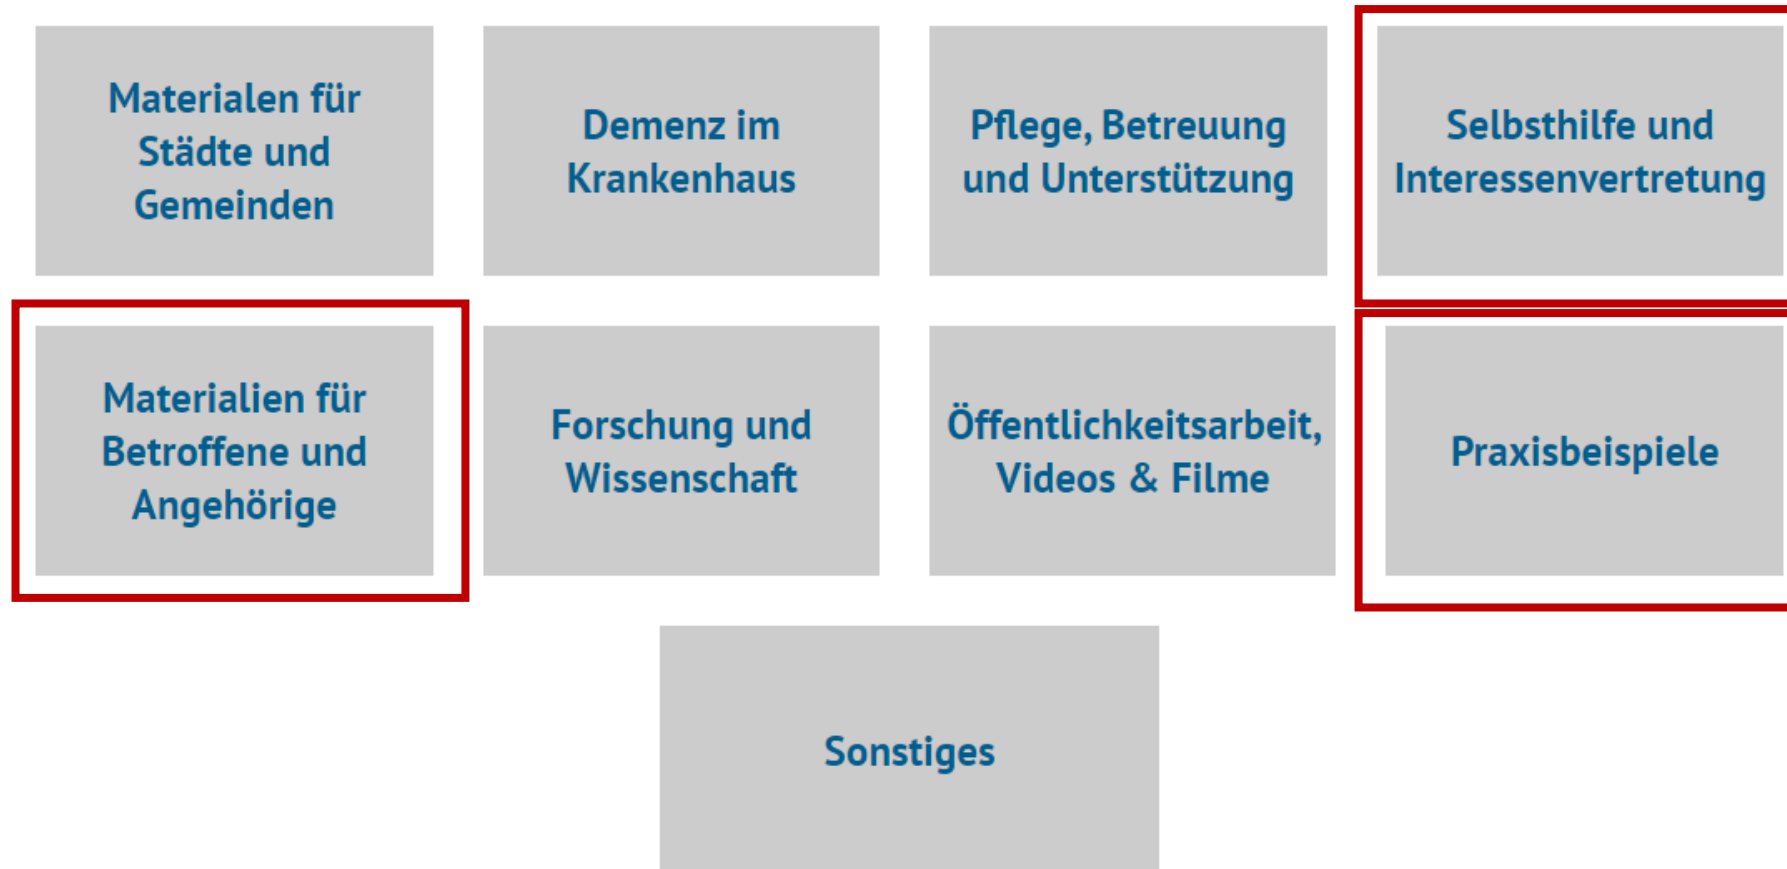 Materialen für
Städte und
Gemeinden
Demenz im
Krankenhaus
Pflege, Betreuung
und Unterstützung
Selbsthilfe und
Interessenvertretung
Materialien für
Betroffene und
Angehörige
Forschung und
Wissenschaft
Öffentlichkeitsarbeit,
Videos & Filme
Praxisbeispiele
Sonstiges